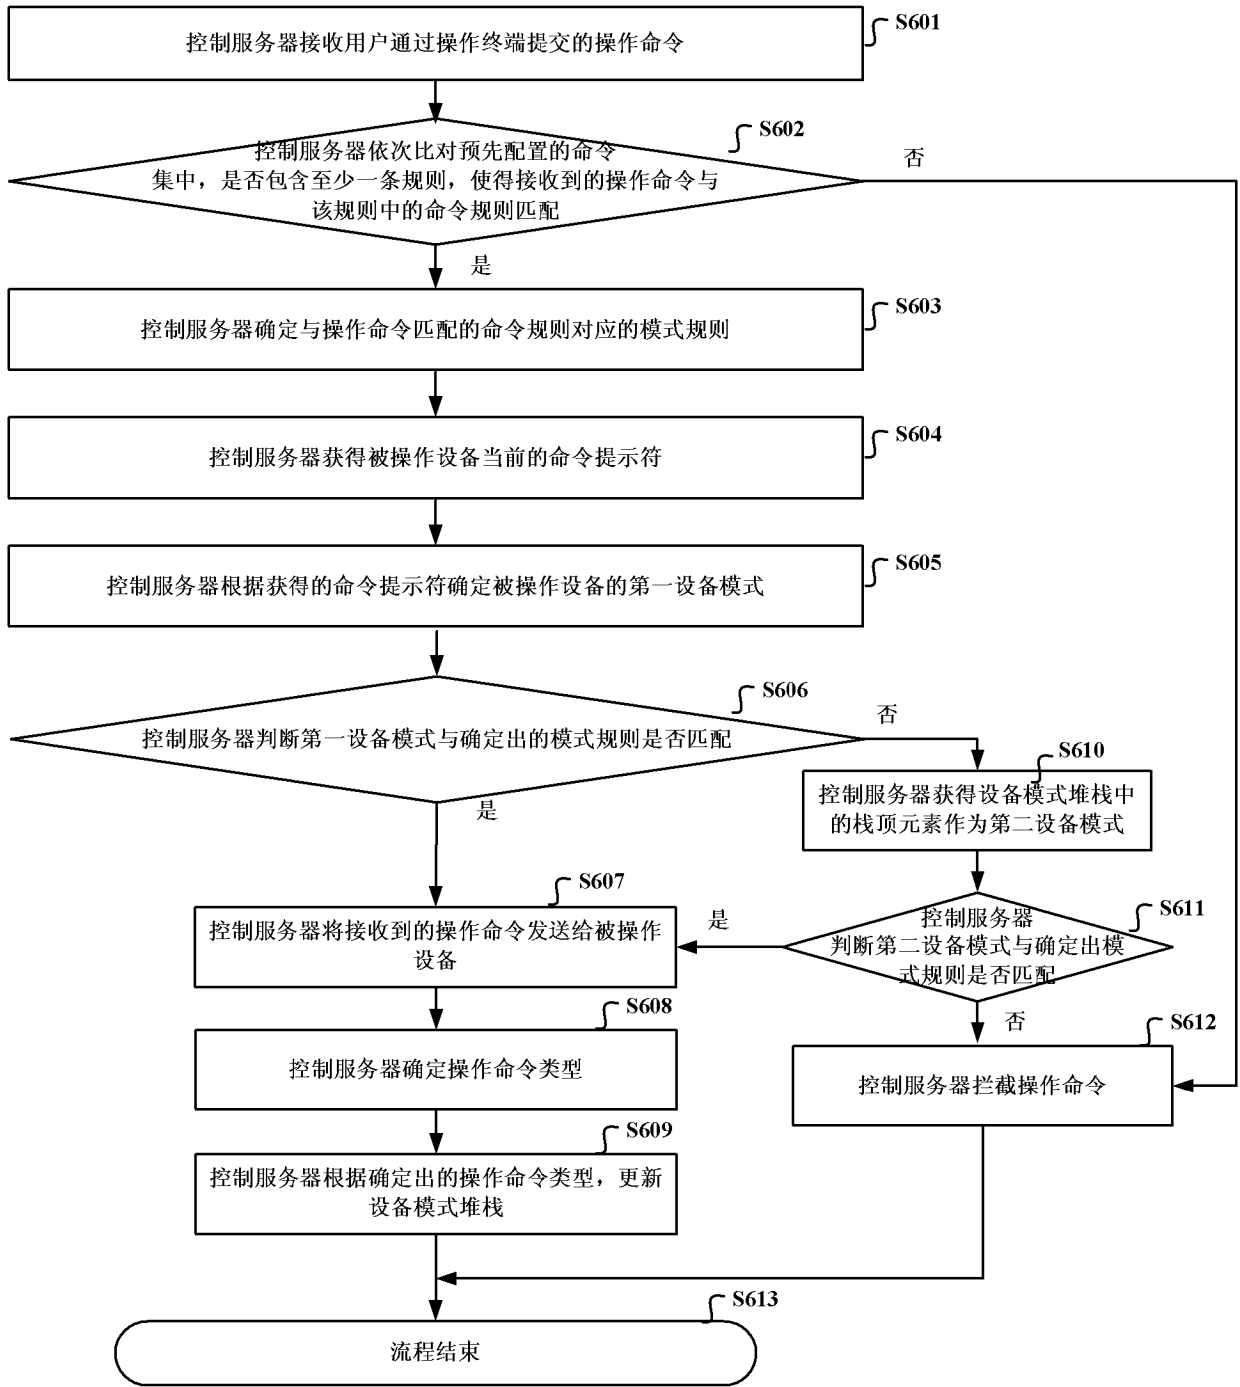 S601
控制服务器接收用户通过操作终端提交的操作命令
S602
控制服务器依次比对预先配置的命令
集中，是否包含至少一条规则，使得接收到的操作命令与
该规则中的命令规则匹配
否
是
S603
控制服务器确定与操作命令匹配的命令规则对应的模式规则
S604
控制服务器获得被操作设备当前的命令提示符
S605
控制服务器根据获得的命令提示符确定被操作设备的第一设备模式
S606
控制服务器判断第一设备模式与确定出的模式规则是否匹配
否
是
S610
控制服务器获得设备模式堆栈中
的栈顶元素作为第二设备模式
S607
控制服务器将接收到的操作命令发送给被操作
设备
S611
控制服务器
判断第二设备模式与确定出模
式规则是否匹配
是
否
S608
控制服务器确定操作命令类型
S612
控制服务器拦截操作命令
S609
控制服务器根据确定出的操作命令类型，更新
设备模式堆栈
S613
流程结束